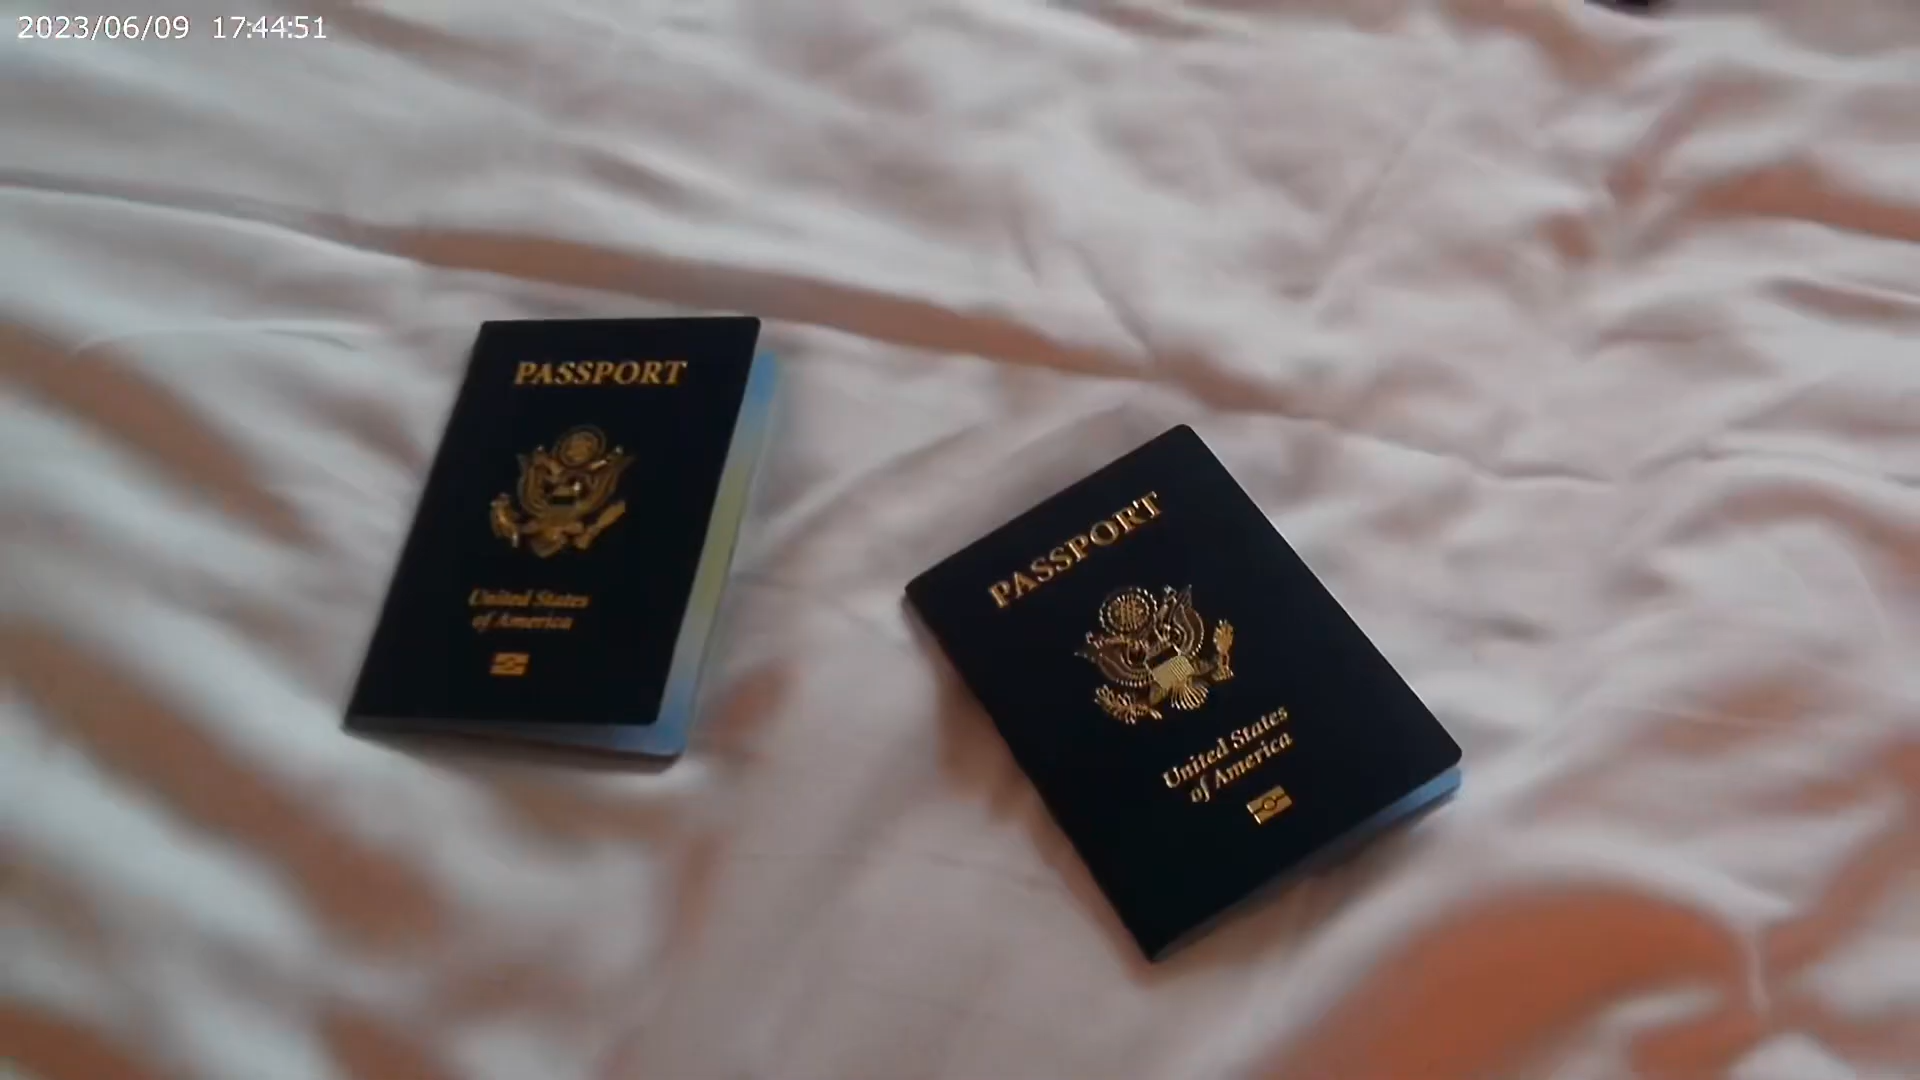 2023/06/09 17:44:51
PASSPORT
United States
of America
PASSPORT
United States
of America